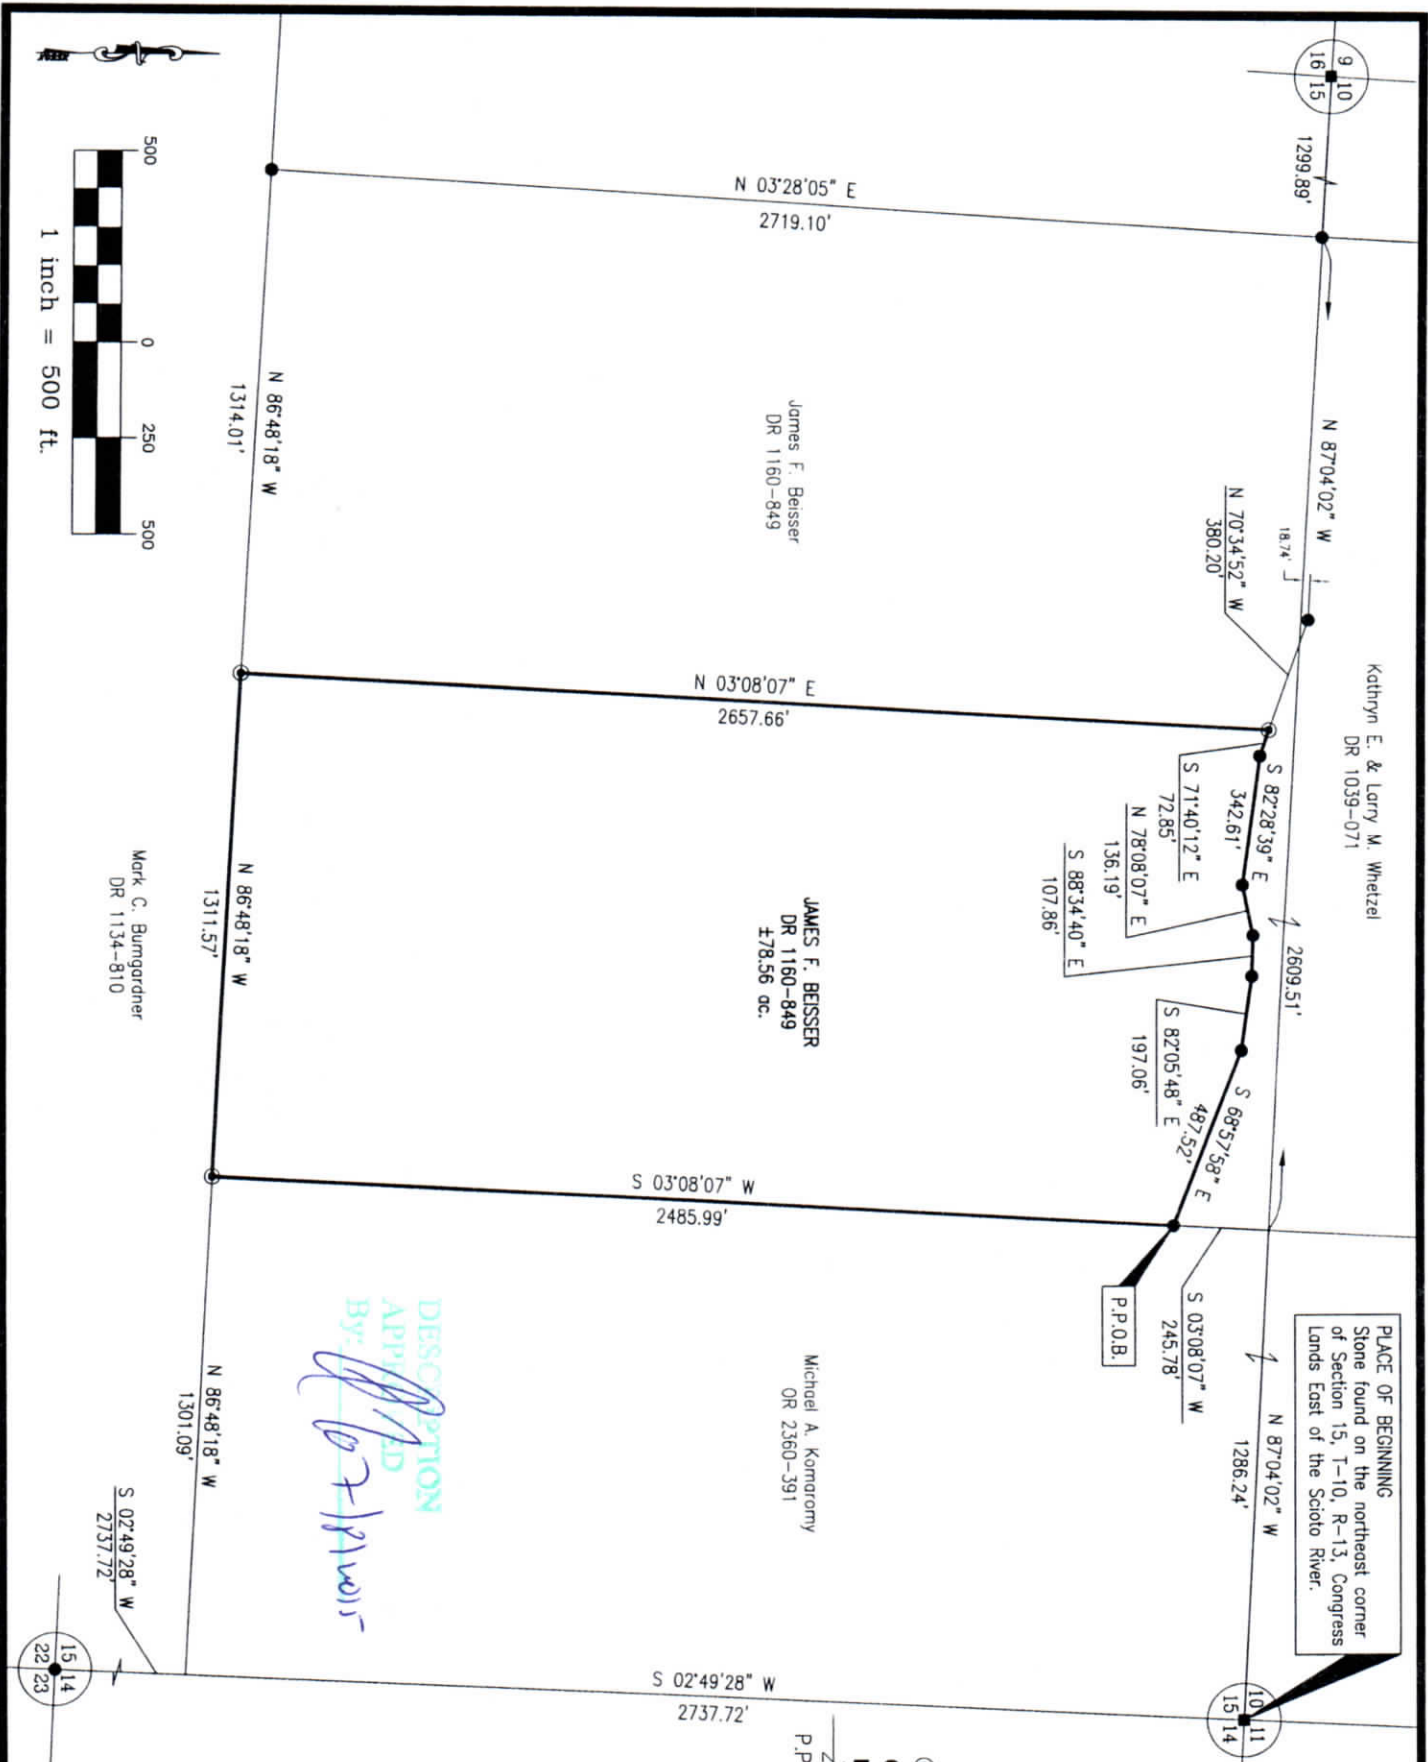 9 10
16 15
1299.89'
N 87°04'02" W
18.74'
N 70°34'52" W
380.20'
Kathryn E. & Larry M. Whetzel
DR 1039-071
2609.51'
S 82°28'39" E
342.61'
S 71°40'12" E
72.85'
N 78°08'07" E
136.19'
S 88°34'40" E
107.86'
S 82°05'48" E
197.06'
S 68°57'58" E
487.52'
PLACE OF BEGINNING
Stone found on the northeast corner
of Section 15, T-10, R-13, Congress
Lands East of the Scioto River.
N 87°04'02" W
1286.24'
S 03°08'07" W
245.78'
P.P.O.B.
10 11
15 14
N 03°28'05" E
2719.10'
James F. Beisser
DR 1160-849
N 03°08'07" E
2657.66'
JAMES F. BEISSER
DR 1160-849
±78.56 ac.
S 03°08'07" W
2485.99'
Michael A. Komaromy
OR 2360-391
S 02°49'28" W
2737.72'
P.P
N 86°48'18" W
1314.01'
N 86°48'18" W
1311.57'
N 86°48'18" W
1301.09'
Mark C. Bumgardner
DR 1134-810
DESCRIPTION
APPROVED
By:
S 02°49'28" W
2737.72'
15 14
22 23
500 0 250 500
1 inch = 500 ft.